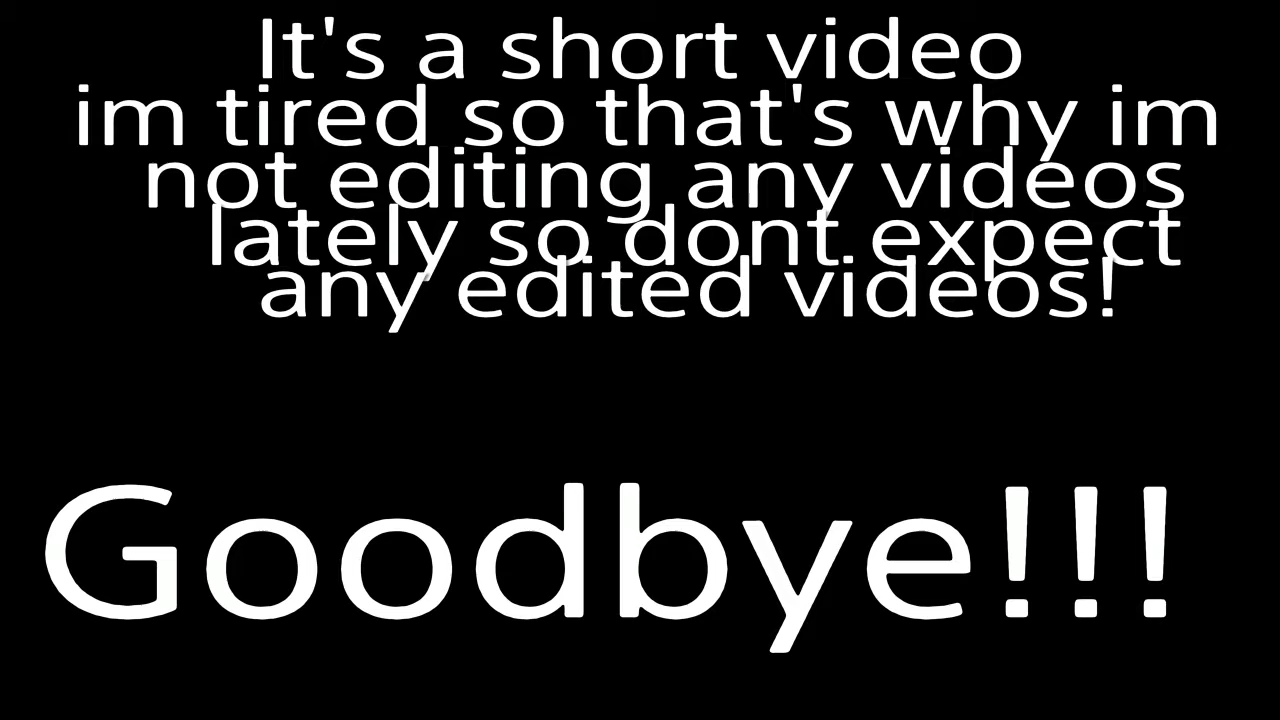 It's a short video
im tired so that's why im
not editing any videos
lately so dont expect
any edited videos!
Goodbye!!!